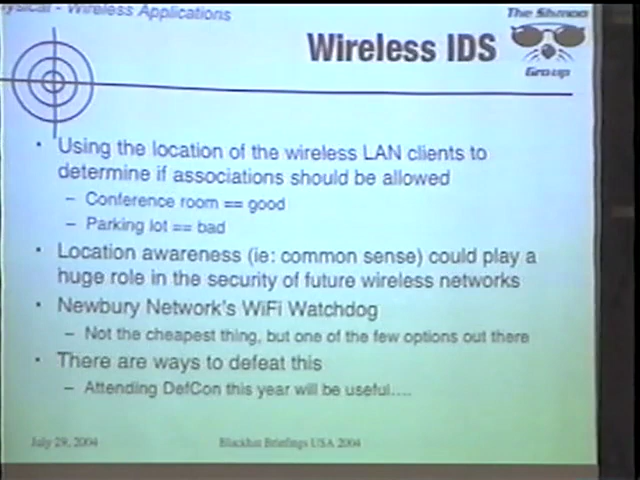 ysical - Wireless Applications
The Shmoo
Wireless IDS
Group
• Using the location of the wireless LAN clients to
determine if associations should be allowed
– Conference room == good
– Parking lot == bad
• Location awareness (ie: common sense) could play a
huge role in the security of future wireless networks
• Newbury Network's WiFi Watchdog
– Not the cheapest thing, but one of the few options out there
• There are ways to defeat this
– Attending DefCon this year will be useful....
July 29, 2004
Blackhat Briefings USA 2004